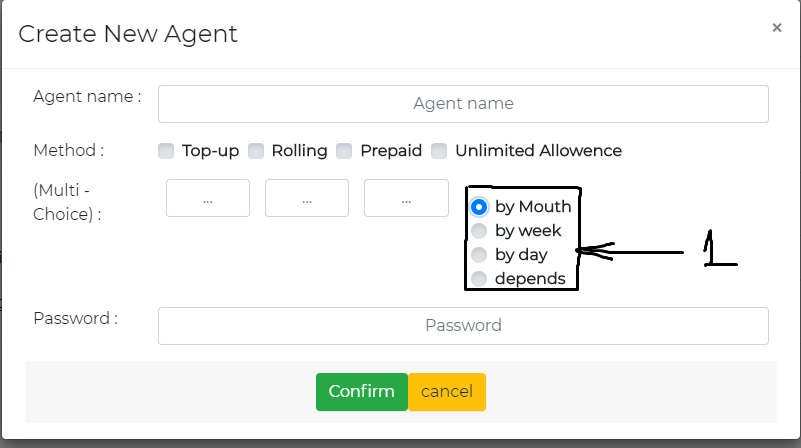 Create New Agent ×
Agent name : Agent name
Method : Top-up Rolling Prepaid Unlimited Allowence
(Multi - Choice) : ... ... ...
by Mouth
by week
by day
depends
1
Password : Password
Confirm cancel